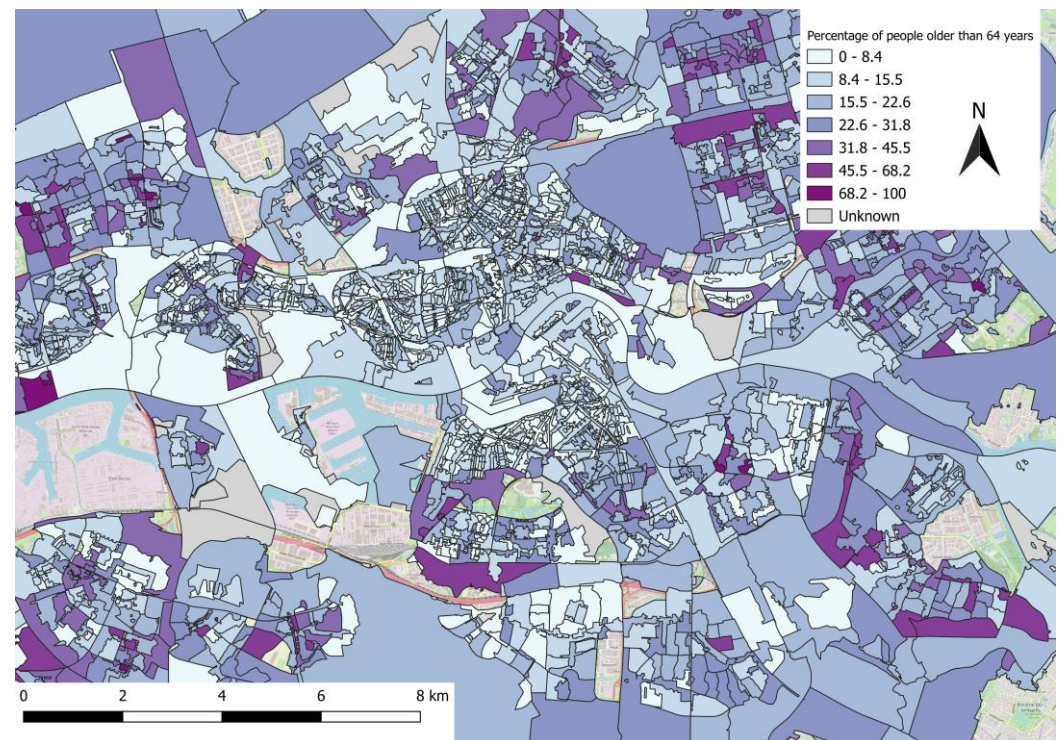 Percentage of people older than 64 years
0 - 8.4
8.4 - 15.5
15.5 - 22.6
22.6 - 31.8
31.8 - 45.5
45.5 - 68.2
68.2 - 100
Unknown
N
0 2 4 6 8 km